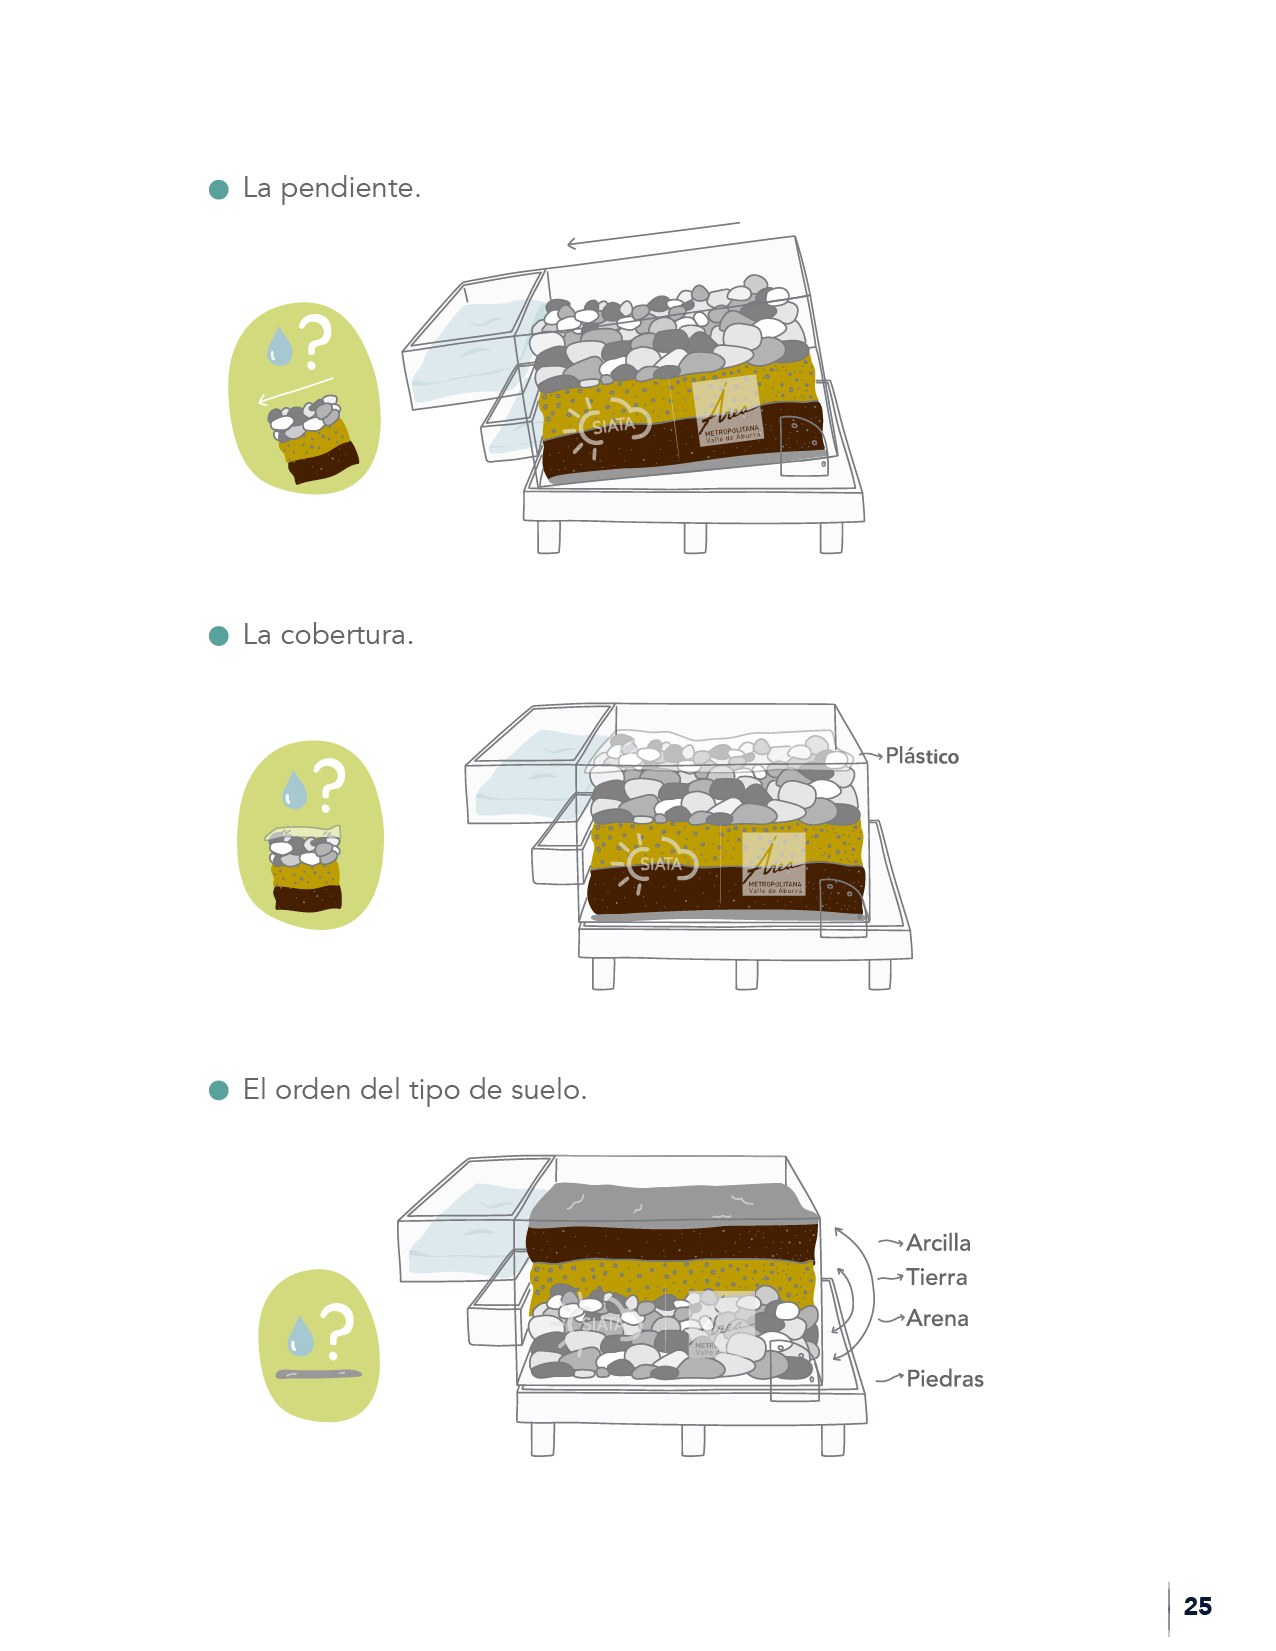 La pendiente.
SIATA
Área
METROPOLITANA
Valle de Aburrá
La cobertura.
Plástico
SIATA
Área
METROPOLITANA
Valle de Aburrá
El orden del tipo de suelo.
Arcilla
Tierra
Arena
Piedras
SIATA
Área
25